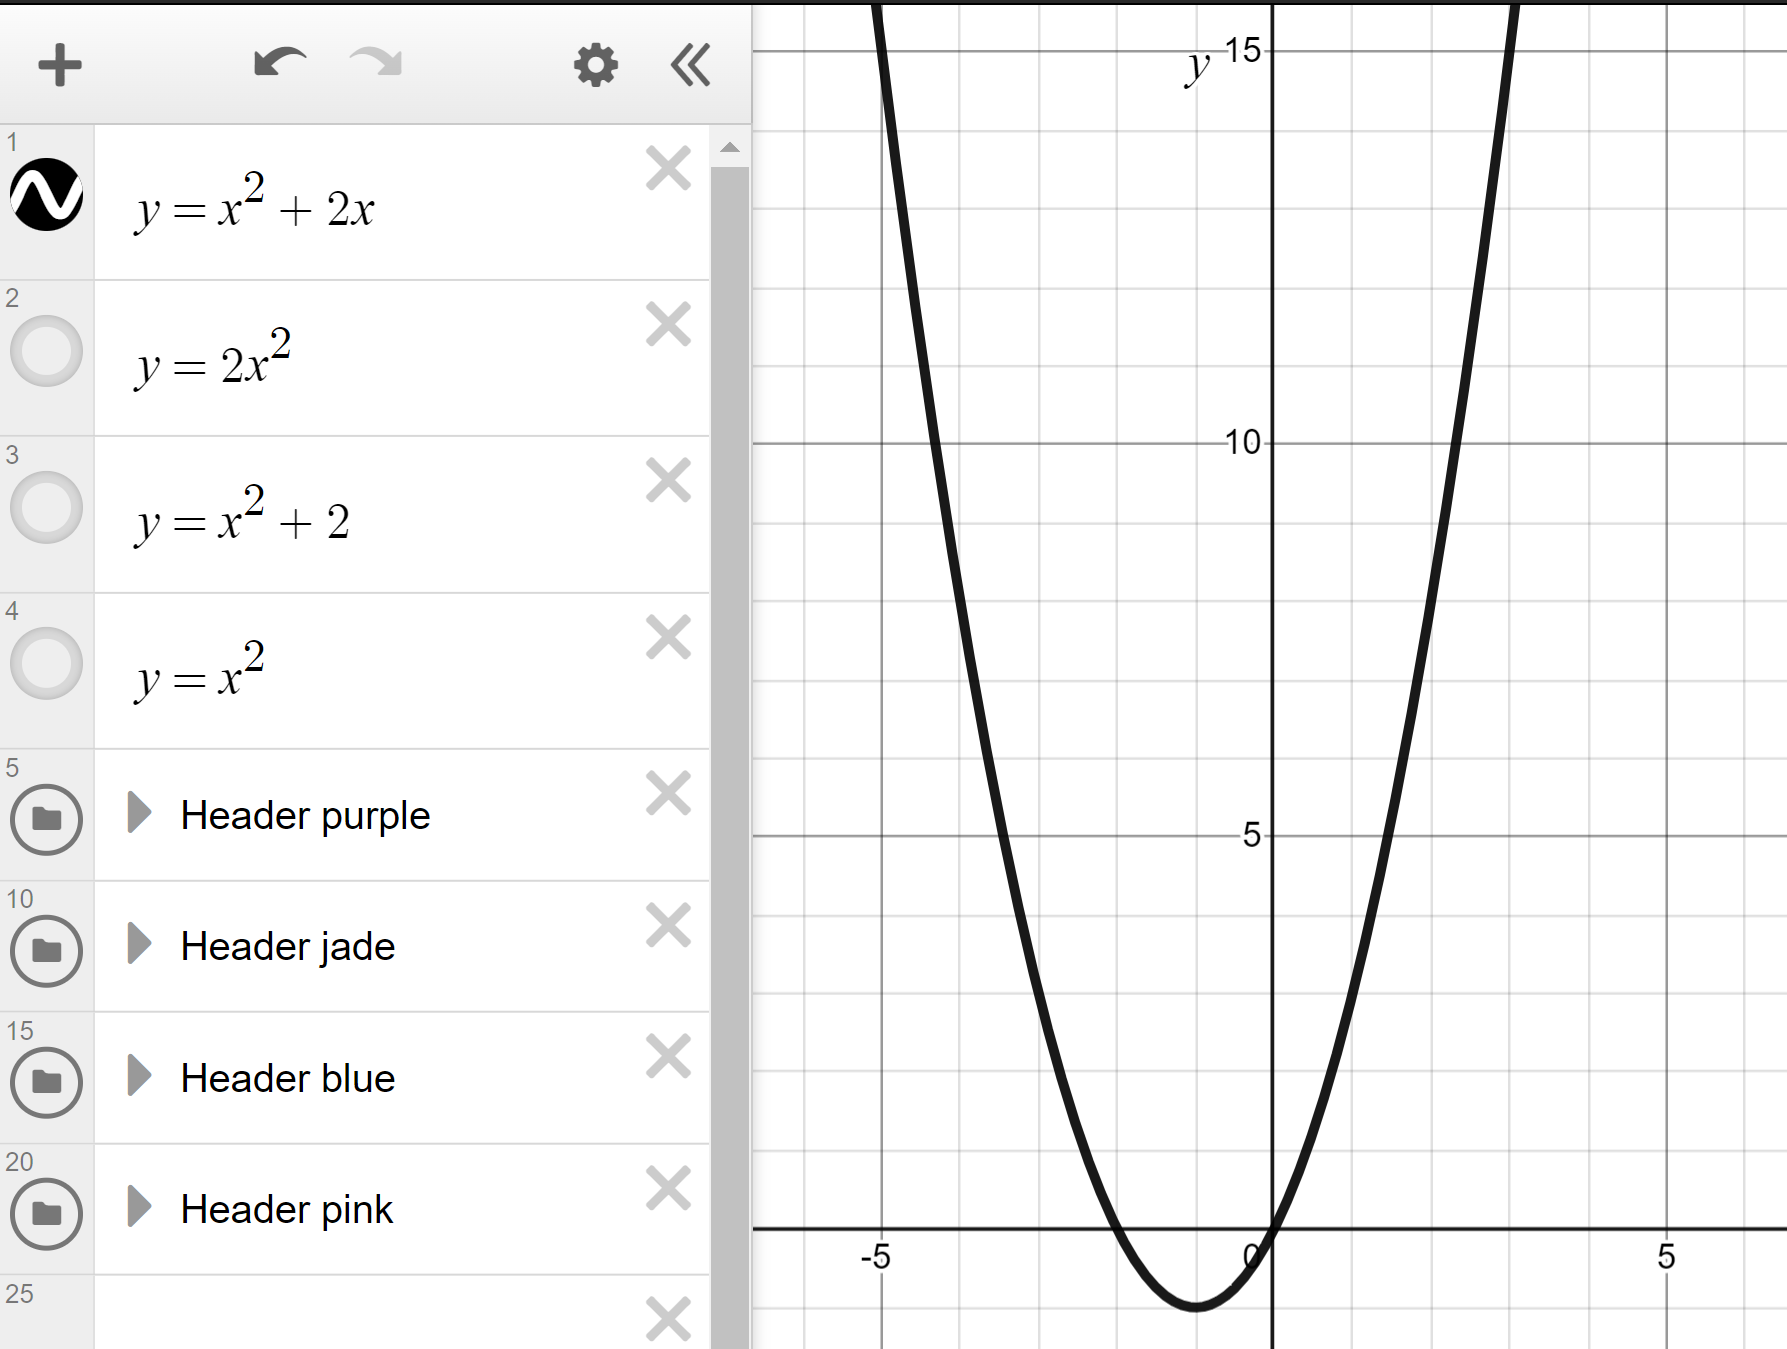 1
y = x² + 2x
2
y = 2x²
3
y = x² + 2
4
y = x²
5
Header purple
10
Header jade
15
Header blue
20
Header pink
25
y
15
10
5
-5
0
5